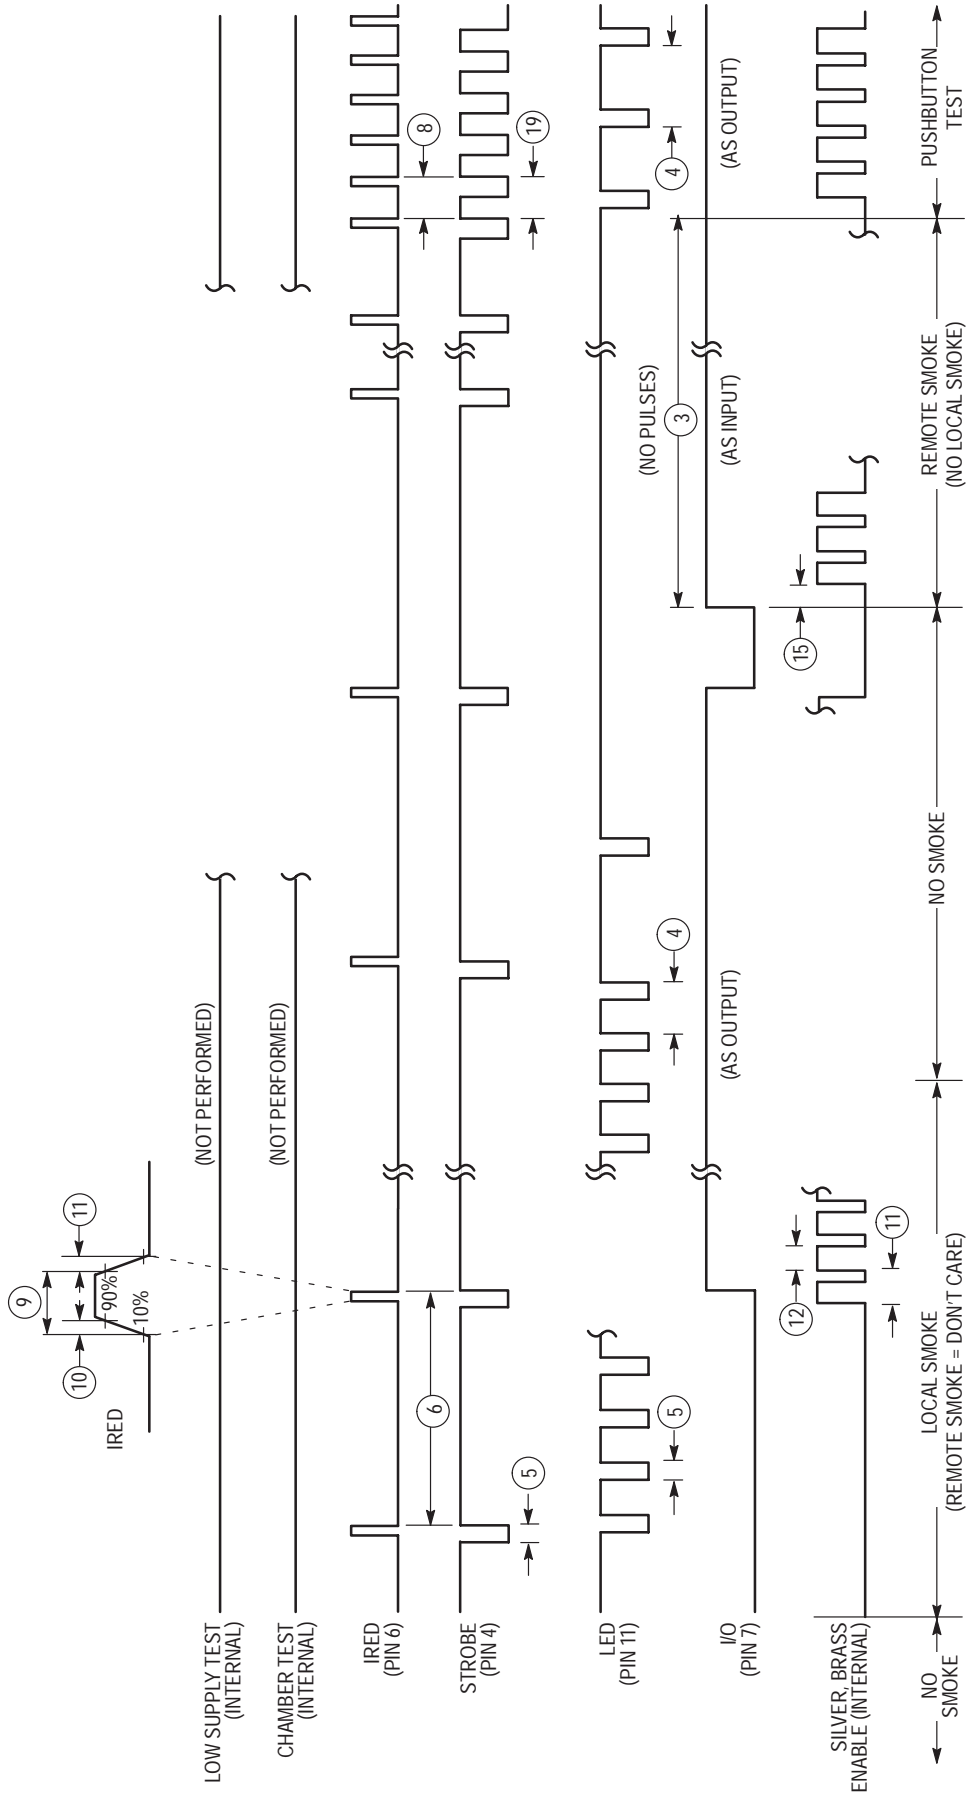 IRED
10
9
11
90%
10%
LOW SUPPLY TEST
(INTERNAL)
(NOT PERFORMED)
CHAMBER TEST
(INTERNAL)
(NOT PERFORMED)
IRED
(PIN 6)
6
8
STROBE
(PIN 4)
5
19
LED
(PIN 11)
5
4
(NO PULSES)
3
4
I/O
(PIN 7)
(AS OUTPUT)
(AS INPUT)
(AS OUTPUT)
SILVER, BRASS
ENABLE (INTERNAL)
12
11
15
NO
SMOKE
LOCAL SMOKE
(REMOTE SMOKE = DON'T CARE)
NO SMOKE
REMOTE SMOKE
(NO LOCAL SMOKE)
PUSHBUTTON
TEST